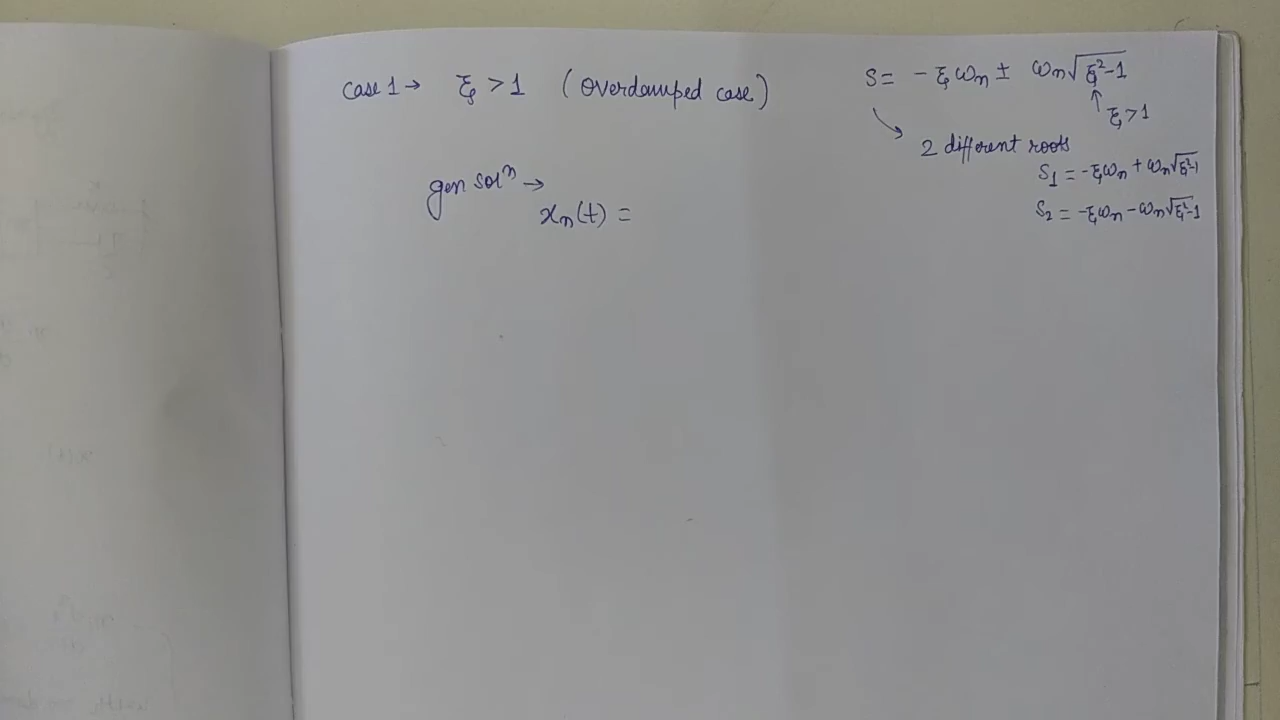 case 1 → ξ > 1 (Overdamped case)
S = - ξ ωn ± ωn √(ξ²-1)
↑ ξ > 1
2 different roots
S1 = -ξωn + ωn√(ξ²-1)
S2 = -ξωn - ωn√(ξ²-1)
gen solⁿ →
xn(t) =